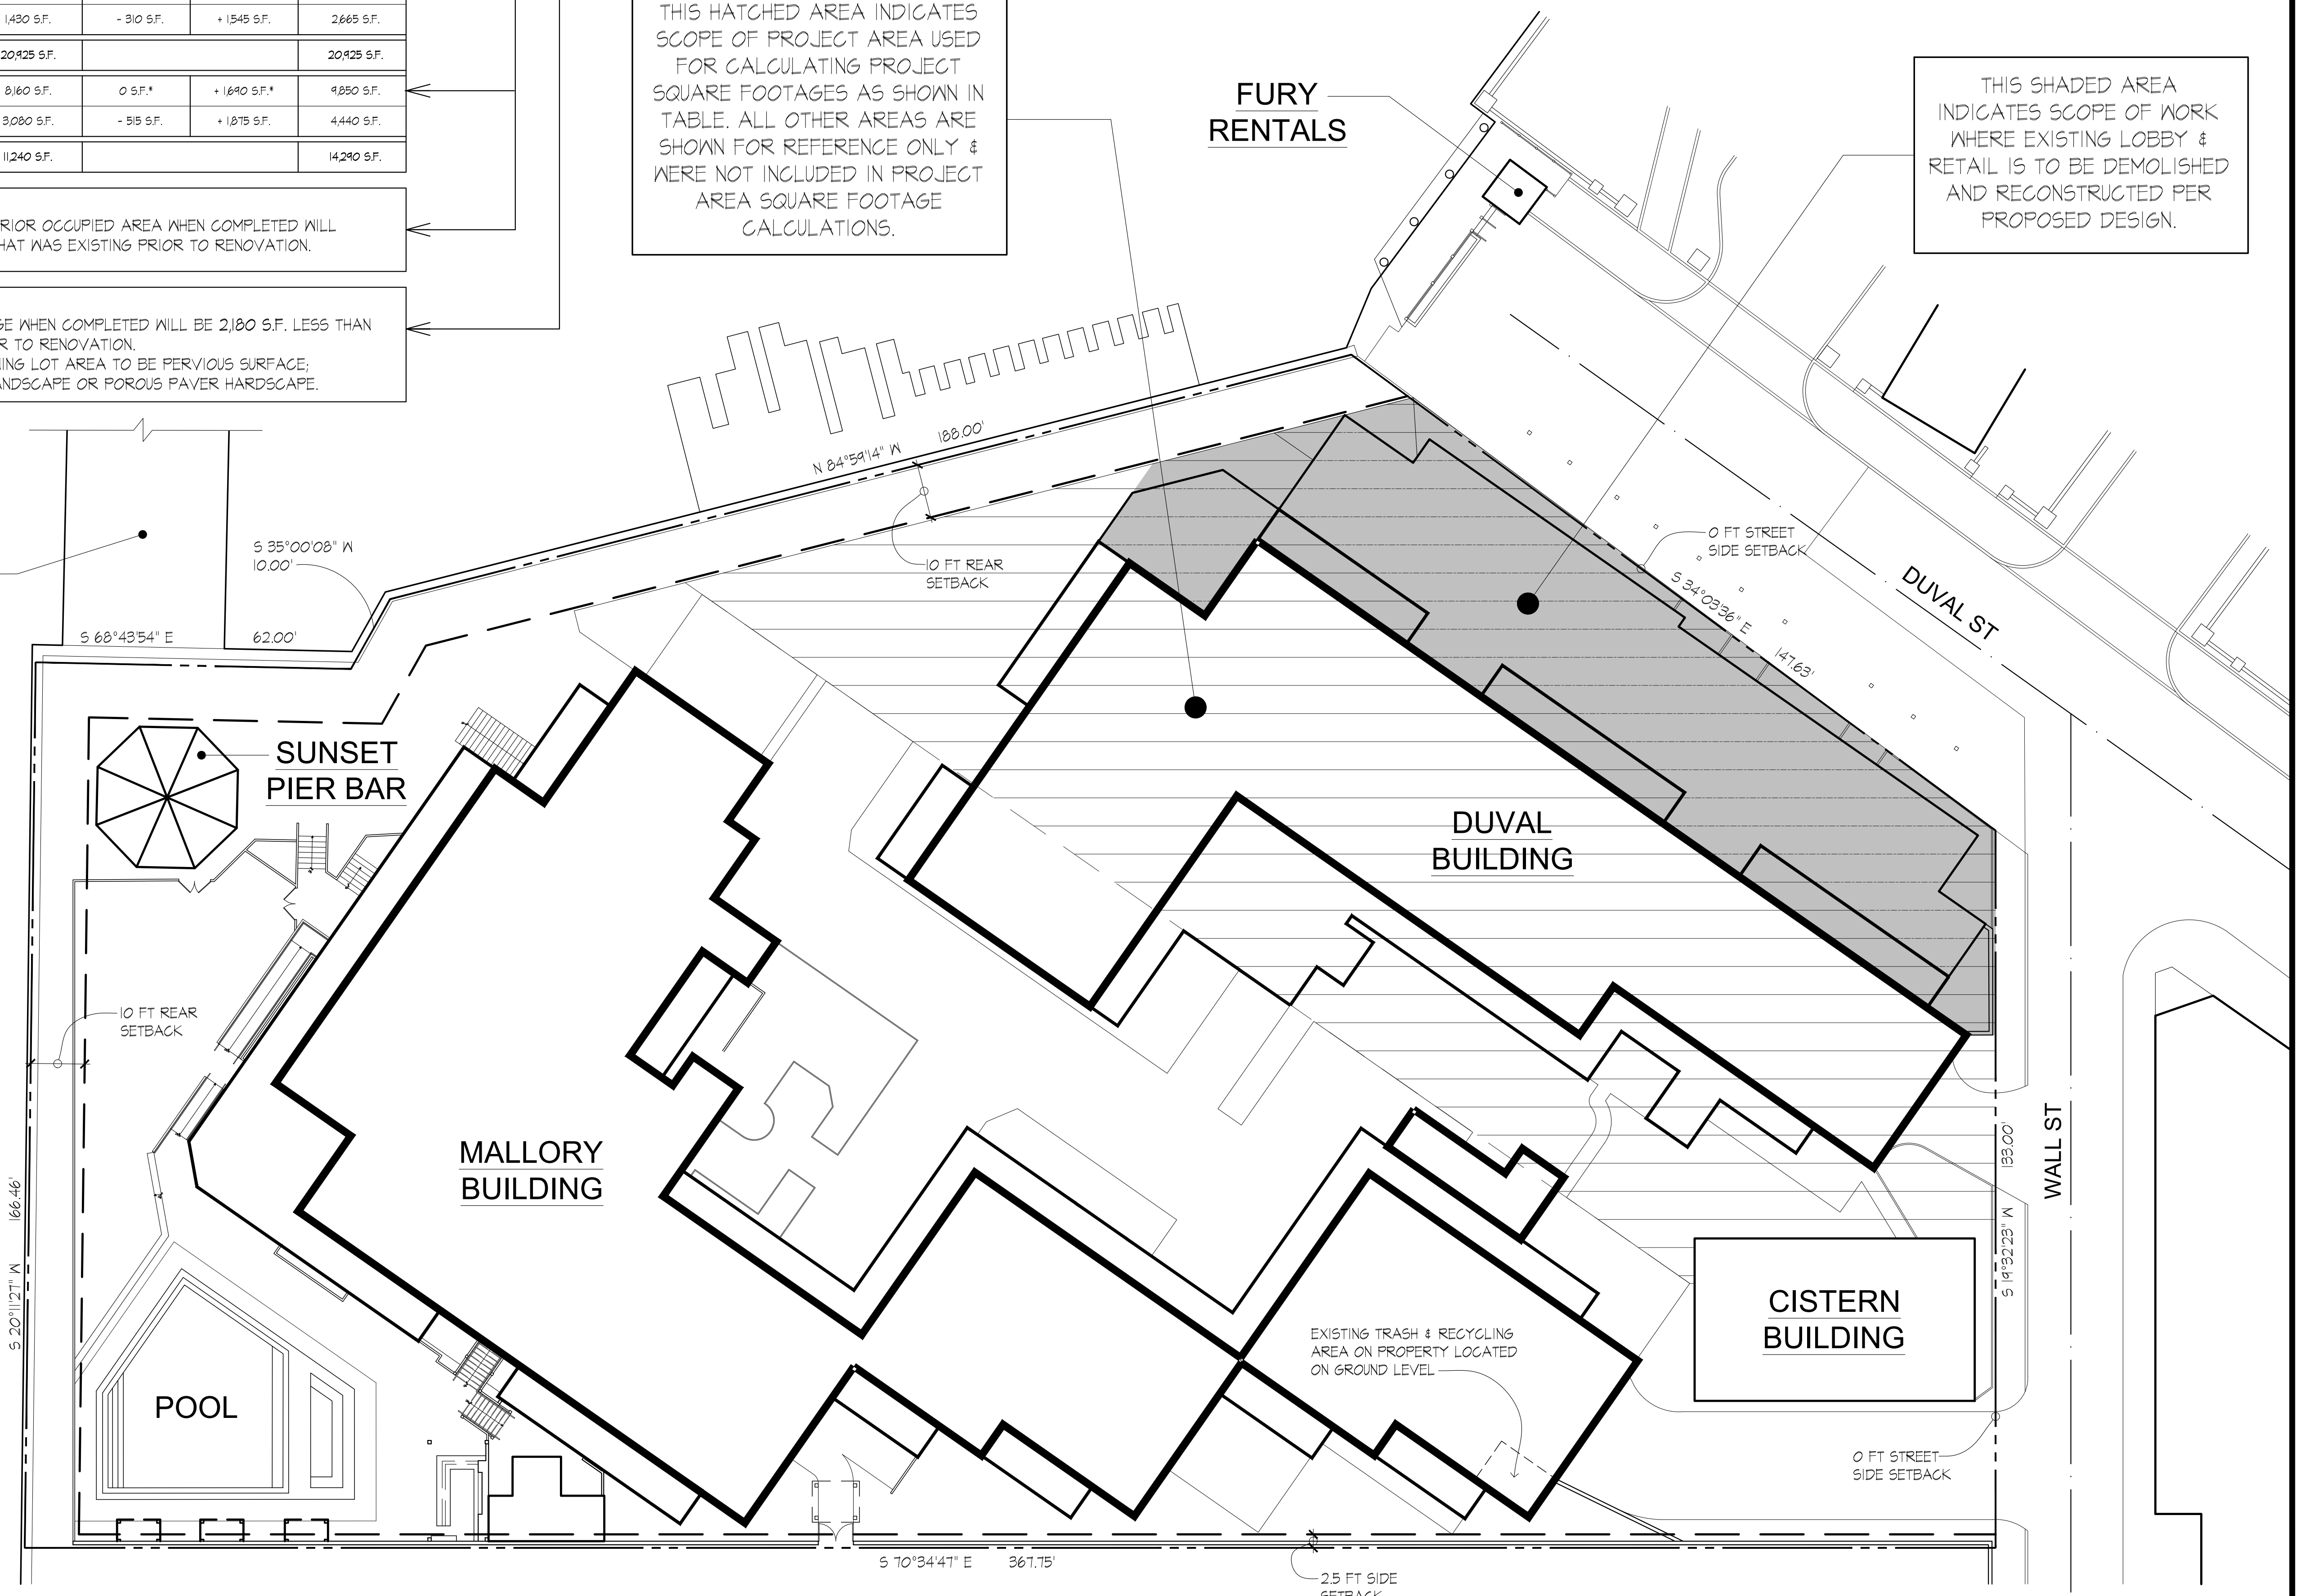 1,430 S.F. - 310 S.F. + 1,545 S.F. 2,665 S.F.
20,925 S.F. 20,925 S.F.
8,160 S.F. 0 S.F.* + 1,690 S.F.* 9,850 S.F.
3,080 S.F. - 515 S.F. + 1,875 S.F. 4,440 S.F.
11,240 S.F. 14,290 S.F.
RIOR OCCUPIED AREA WHEN COMPLETED WILL
HAT WAS EXISTING PRIOR TO RENOVATION.
GE WHEN COMPLETED WILL BE 2,180 S.F. LESS THAN
R TO RENOVATION.
NING LOT AREA TO BE PERVIOUS SURFACE;
ANDSCAPE OR POROUS PAVER HARDSCAPE.
THIS HATCHED AREA INDICATES
SCOPE OF PROJECT AREA USED
FOR CALCULATING PROJECT
SQUARE FOOTAGES AS SHOWN IN
TABLE. ALL OTHER AREAS ARE
SHOWN FOR REFERENCE ONLY &
WERE NOT INCLUDED IN PROJECT
AREA SQUARE FOOTAGE
CALCULATIONS.
FURY
RENTALS
THIS SHADED AREA
INDICATES SCOPE OF WORK
WHERE EXISTING LOBBY &
RETAIL IS TO BE DEMOLISHED
AND RECONSTRUCTED PER
PROPOSED DESIGN.
N 84°59'14" W 188.00'
S 35°00'08" W
10.00'
S 68°43'54" E 62.00'
10 FT REAR
SETBACK
0 FT STREET
SIDE SETBACK
S 34°03'36" E 147.63'
DUVAL ST
SUNSET
PIER BAR
DUVAL
BUILDING
10 FT REAR
SETBACK
MALLORY
BUILDING
WALL ST
133.00'
S 19°32'23" W
S 20°11'27" W 166.46'
CISTERN
BUILDING
EXISTING TRASH & RECYCLING
AREA ON PROPERTY LOCATED
ON GROUND LEVEL
POOL
0 FT STREET
SIDE SETBACK
S 70°34'47" E 367.75'
2.5 FT SIDE
SETBACK